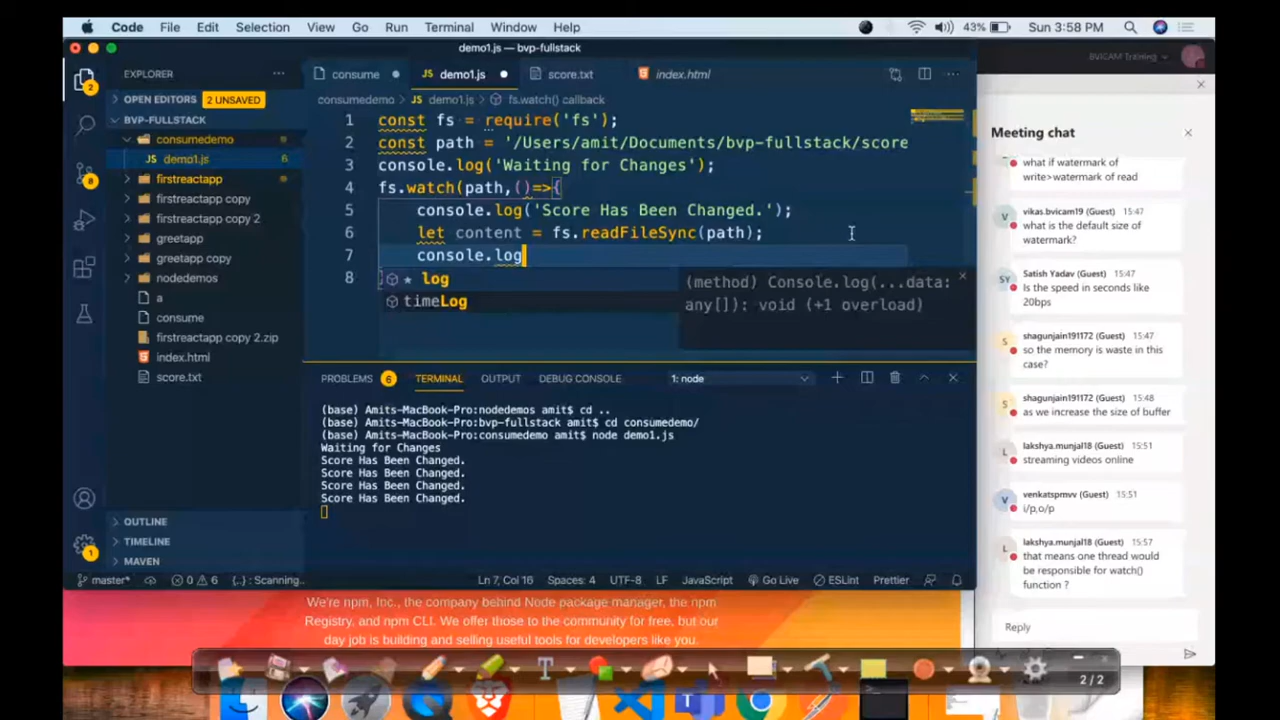 Code File Edit Selection View Go Run Terminal Window Help
43% Sun 3:58 PM
demo1.js — bvp-fullstack
EXPLORER
consume
JS demo1.js
score.txt
index.html
OPEN EDITORS 2 UNSAVED
BVP-FULLSTACK
consumedemo
JS demo1.js 6
firstreactapp
firstreactapp copy
firstreactapp copy 2
greetapp
greetapp copy
nodedemos
a
consume
firstreactapp copy 2.zip
index.html
score.txt
OUTLINE
TIMELINE
MAVEN
2
8
1
consumedemo > JS demo1.js > fs.watch() callback
1 const fs = require('fs');
2 const path = '/Users/amit/Documents/bvp-fullstack/score
3 console.log('Waiting for Changes');
4 fs.watch(path,()=>{
5 console.log('Score Has Been Changed.');
6 let content = fs.readFileSync(path);
7 console.log
8
log
timeLog
(method) Console.log(...data:
any[]): void (+1 overload)
PROBLEMS 6 TERMINAL OUTPUT DEBUG CONSOLE 1: node
(base) Amits-MacBook-Pro:nodedemos amit$ cd ..
(base) Amits-MacBook-Pro:bvp-fullstack amit$ cd consumedemo/
(base) Amits-MacBook-Pro:consumedemo amit$ node demo1.js
Waiting for Changes
Score Has Been Changed.
Score Has Been Changed.
Score Has Been Changed.
Score Has Been Changed.
master* 0 6 {..} : Scanning.. Ln 7, Col 16 Spaces: 4 UTF-8 LF JavaScript Go Live ESLint Prettier
We're npm, Inc., the company behind Node package manager, the npm
Registry, and npm CLI. We offer those to the community for free, but our
day job is building and selling useful tools for developers like you.
BVICAM Training
Meeting chat
what if watermark of
write>watermark of read
V
vikas.bvicam19 (Guest) 15:47
what is the default size of
watermark?
SY
Satish Yadav (Guest) 15:47
Is the speed in seconds like
20bps
S
shagunjain191172 (Guest) 15:47
so the memory is waste in this
case?
S
shagunjain191172 (Guest) 15:48
as we increase the size of buffer
L
lakshya.munjal18 (Guest) 15:51
streaming videos online
V
venkatspmvv (Guest) 15:51
i/p,o/p
L
lakshya.munjal18 (Guest) 15:57
that means one thread would
be responsible for watch()
function ?
Reply
2 / 2